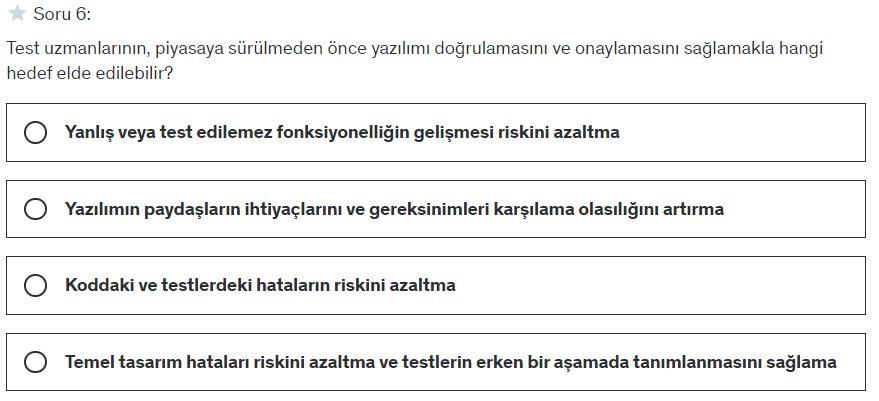 Soru 6:
Test uzmanlarının, piyasaya sürülmeden önce yazılımı doğrulamasını ve onaylamasını sağlamakla hangi
hedef elde edilebilir?
Yanlış veya test edilemez fonksiyonelliğin gelişmesi riskini azaltma
Yazılımın paydaşların ihtiyaçlarını ve gereksinimleri karşılama olasılığını artırma
Koddaki ve testlerdeki hataların riskini azaltma
Temel tasarım hataları riskini azaltma ve testlerin erken bir aşamada tanımlanmasını sağlama